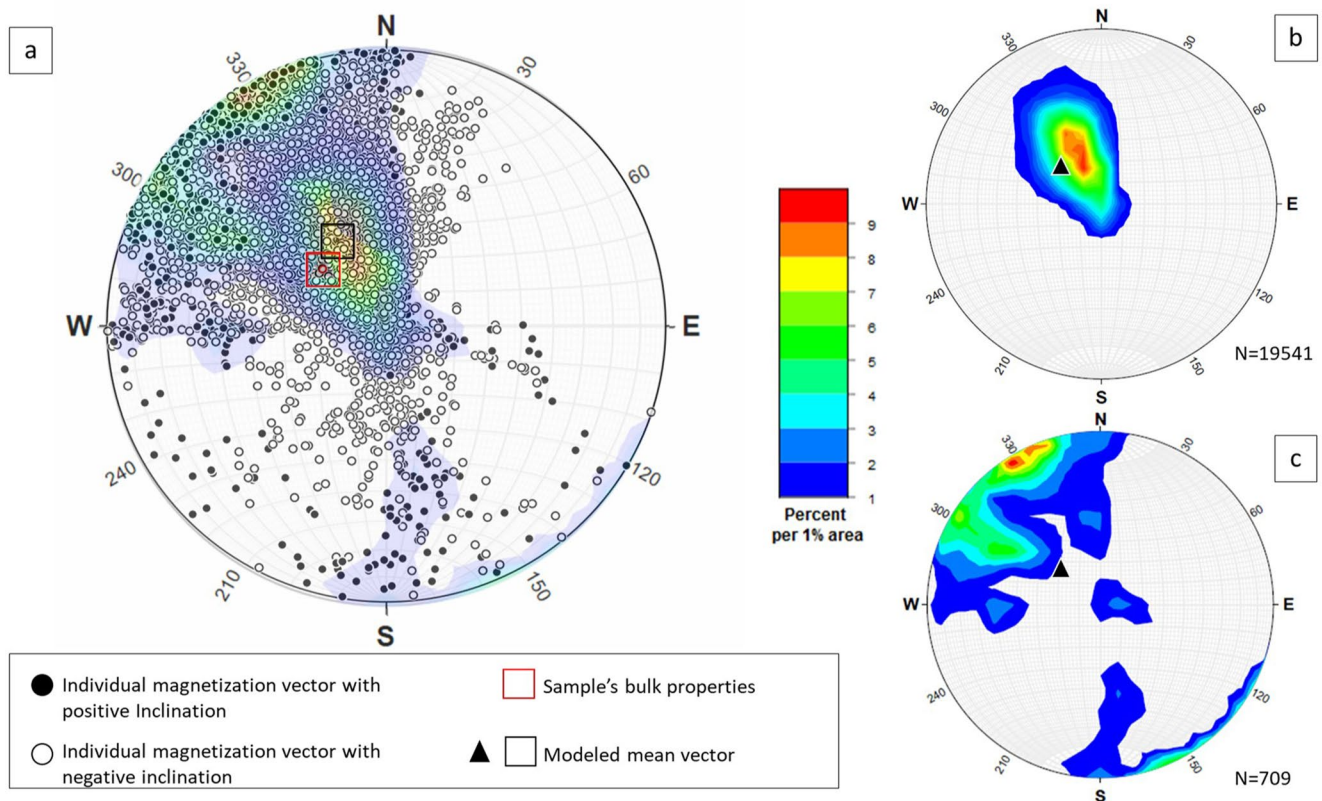 a
N
30
60
E
120
150
S
210
240
W
300
330
Individual magnetization vector with
positive Inclination
Individual magnetization vector with
negative inclination
Sample's bulk properties
Modeled mean vector
9
8
7
6
5
4
3
2
1
Percent
per 1% area
b
N
30
60
E
120
150
S
210
240
W
300
330
N=19541
c
N
30
60
E
120
150
S
210
240
W
300
330
N=709